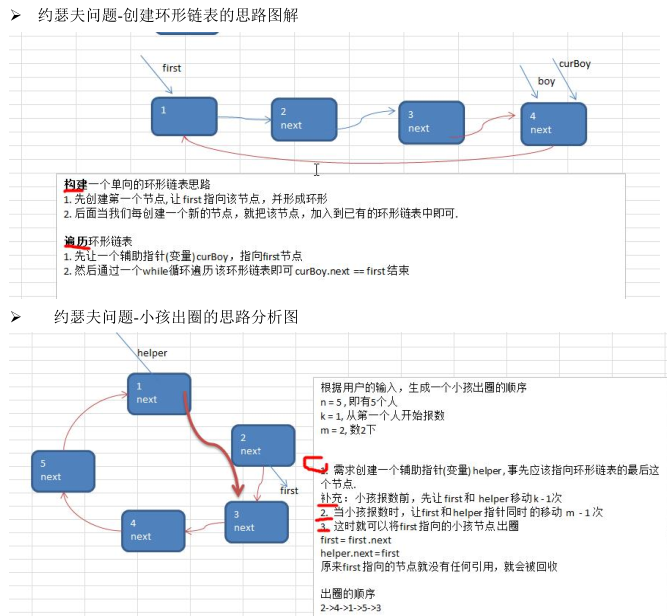 ➢ 约瑟夫问题-创建环形链表的思路图解
first
curBoy
boy
1
2
next
3
next
4
next
构建一个单向的环形链表思路
1. 先创建第一个节点, 让 first 指向该节点，并形成环形
2. 后面当我们每创建一个新的节点，就把该节点，加入到已有的环形链表中即可.
遍历环形链表
1. 先让一个辅助指针(变量) curBoy，指向first节点
2. 然后通过一个while循环遍历 该环形链表即可 curBoy.next == first 结束
➢ 约瑟夫问题-小孩出圈的思路分析图
helper
1
next
2
next
first
3
next
4
next
5
next
根据用户的输入，生成一个小孩出圈的顺序
n = 5 , 即有5个人
k = 1, 从第一个人开始报数
m = 2, 数2下
1. 需求创建一个辅助指针(变量) helper , 事先应该指向环形链表的最后这
个节点.
补充： 小孩报数前，先让 first 和 helper 移动 k - 1次
2. 当小孩报数时，让first 和 helper 指针同时 的移动 m - 1 次
3. 这时就可以将first 指向的小孩节点 出圈
first = first .next
helper.next = first
原来first 指向的节点就没有任何引用，就会被回收
出圈的顺序
2->4->1->5->3